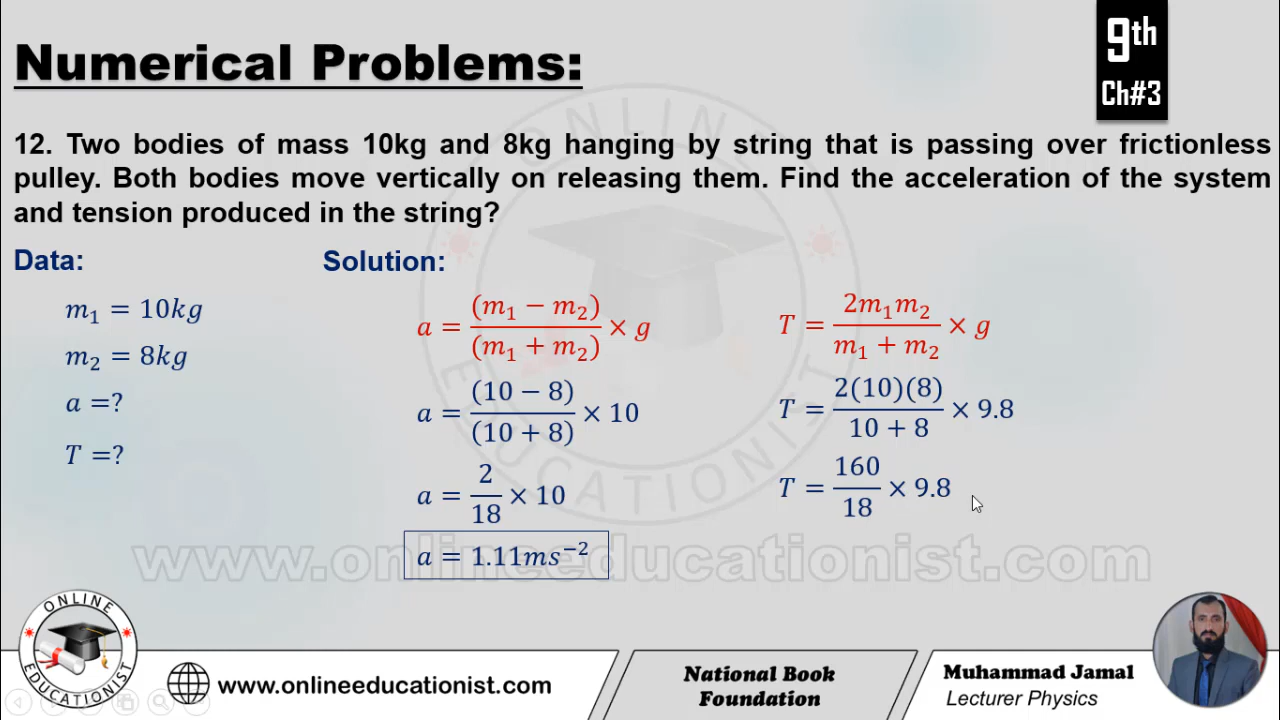 Numerical Problems:
9th
Ch#3
12. Two bodies of mass 10kg and 8kg hanging by string that is passing over frictionless
pulley. Both bodies move vertically on releasing them. Find the acceleration of the system
and tension produced in the string?
Data:
m₁ = 10kg
m₂ = 8kg
a =?
T =?
Solution:
a = (m₁ − m₂)/(m₁ + m₂) × g
a = (10 − 8)/(10 + 8) × 10
a = 2/18 × 10
a = 1.11ms⁻²
T = 2m₁m₂/m₁ + m₂ × g
T = 2(10)(8)/10 + 8 × 9.8
T = 160/18 × 9.8
ONLINE
EDUCATIONIST
www.onlineeducationist.com
ONLINE
EDUCATIONIST
www.onlineeducationist.com
National Book
Foundation
Muhammad Jamal
Lecturer Physics